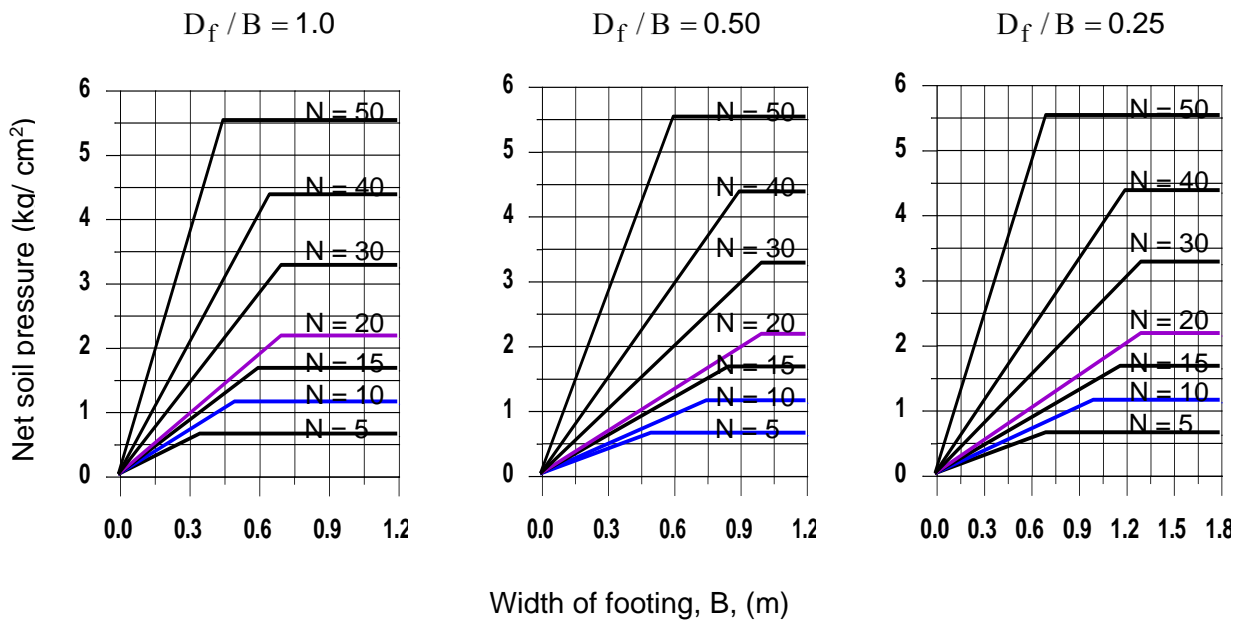 D_f / B = 1.0
D_f / B = 0.50
D_f / B = 0.25
Net soil pressure (kg/ cm²)
6
5
4
3
2
1
0
N = 50
N = 40
N = 30
N = 20
N = 15
N = 10
N = 5
0.0 0.3 0.6 0.9 1.2
6
5
4
3
2
1
0
N = 50
N = 40
N = 30
N = 20
N = 15
N = 10
N = 5
0.0 0.3 0.6 0.9 1.2
6
5
4
3
2
1
0
N = 50
N = 40
N = 30
N = 20
N = 15
N = 10
N = 5
0.0 0.3 0.6 0.9 1.2 1.5 1.8
Width of footing, B, (m)